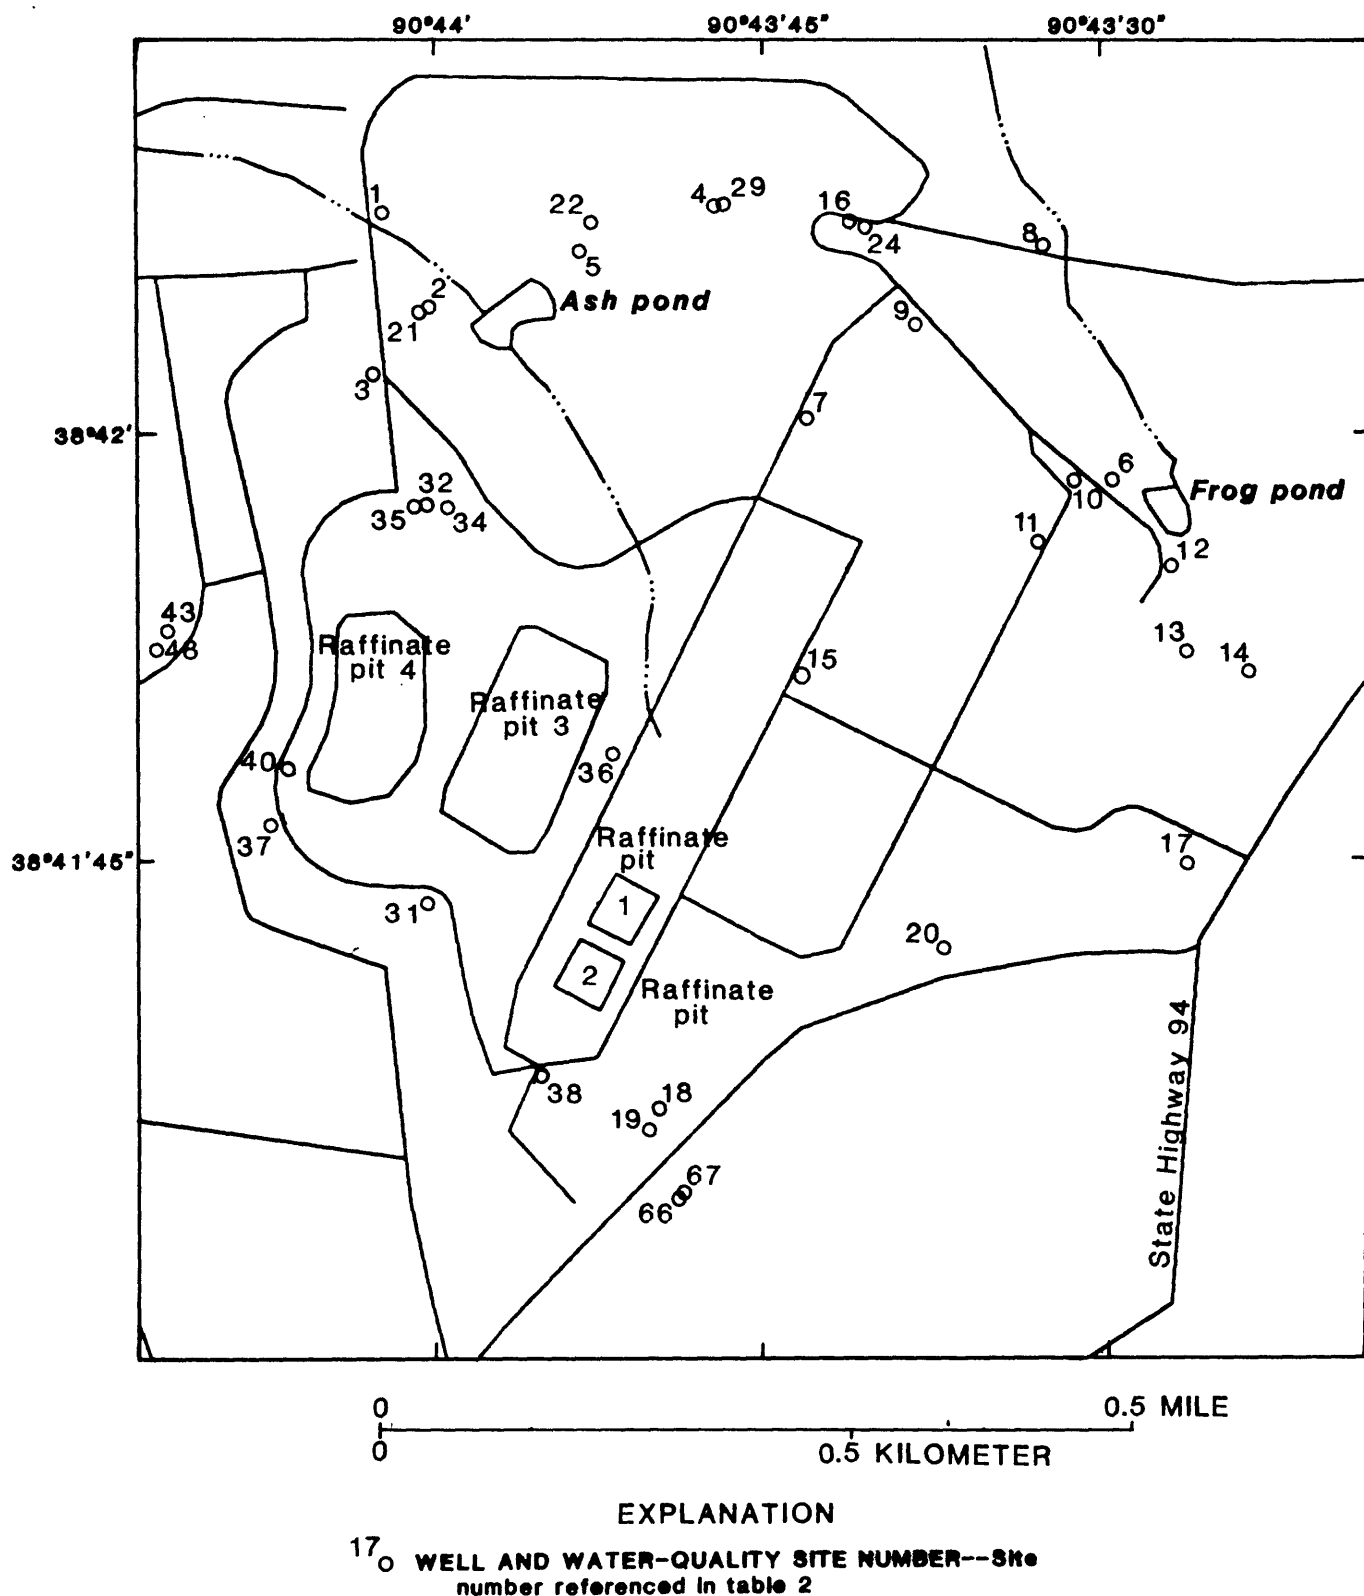 90°44'
90°43'45"
90°43'30"
1
22
4
29
16
24
8
5
2
21
Ash pond
9
3
7
38°42'
32
35
34
6
10
Frog pond
11
12
43
48
Raffinate
pit 4
13
14
15
Raffinate
pit 3
40
36
37
Raffinate
pit
1
17
38°41'45"
31
20
2
Raffinate
pit
State Highway 94
38
18
19
67
66
0
0.5 MILE
0
0.5 KILOMETER
EXPLANATION
17 WELL AND WATER-QUALITY SITE NUMBER--Site
number referenced in table 2